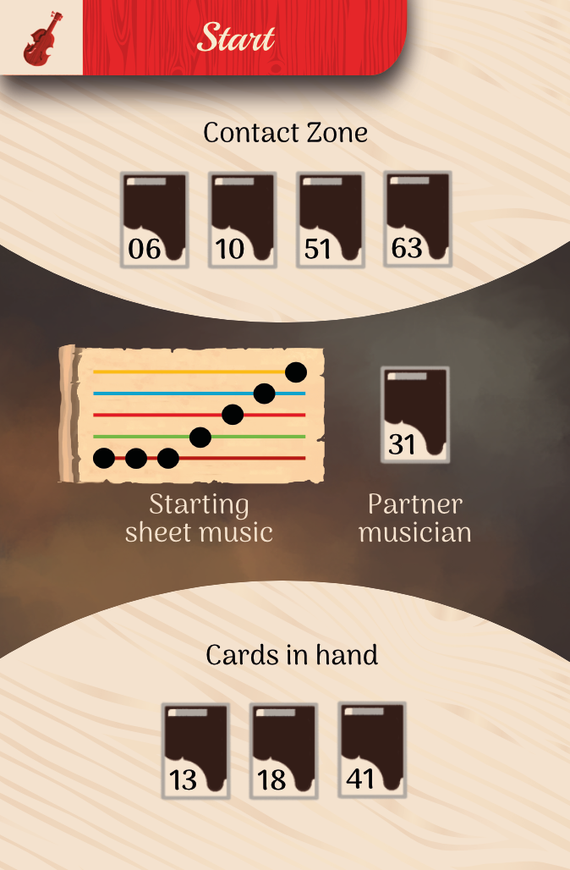 Start
Contact Zone
06 10 51 63
31
Starting
sheet music
Partner
musician
Cards in hand
13 18 41